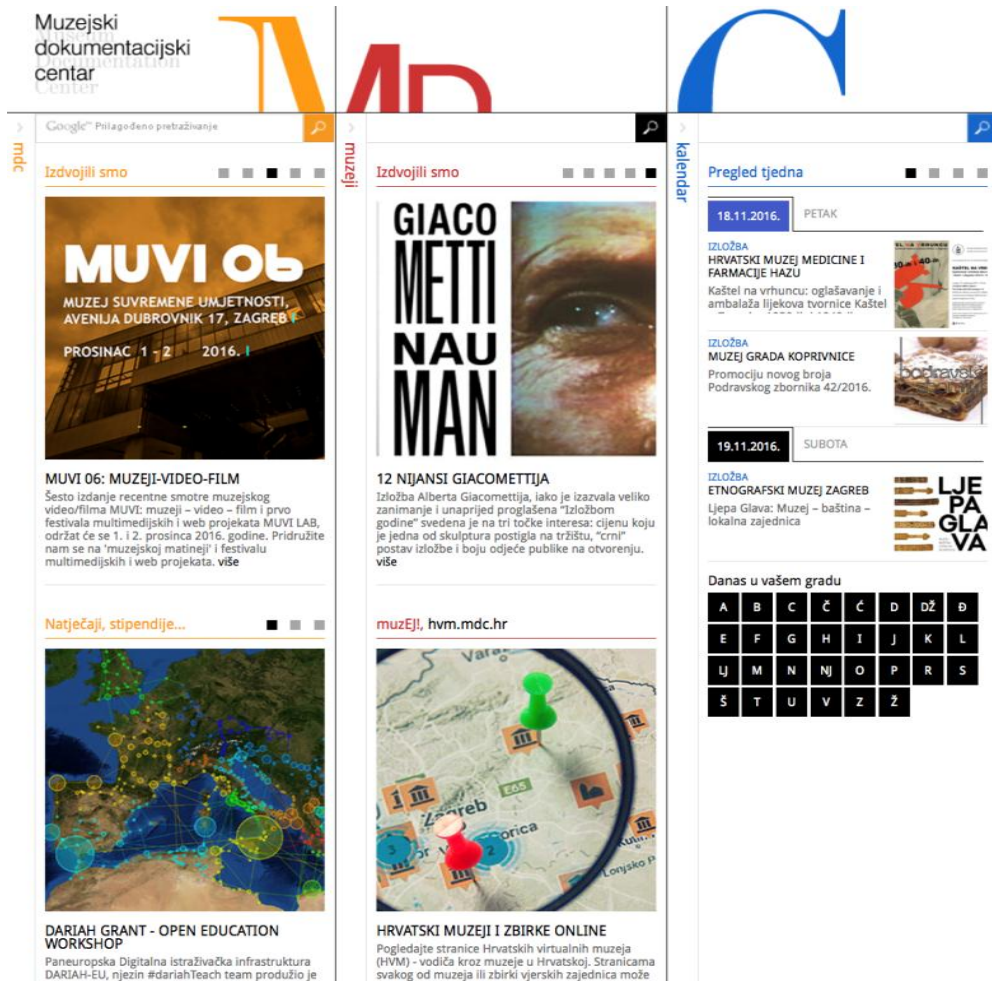 Muzejski
dokumentacijski
centar
Museum
Documentation
Center
M
MD
C
mdc
Google™ Prilagođeno pretraživanje
Izdvojili smo
MUVI 06
MUZEJ SUVREMENE UMJETNOSTI,
AVENIJA DUBROVNIK 17, ZAGREB
PROSINAC 1 - 2 2016.
MUVI 06: MUZEJI-VIDEO-FILM
Šesto izdanje recentne smotre muzejskog
video/filma MUVI: muzeji – video – film i prvo
festivala multimedijskih i web projekata MUVI LAB,
održat će se 1. i 2. prosinca 2016. godine. Pridružite
nam se na 'muzejskoj matineji' i festivalu
multimedijskih i web projekata. više
Natječaji, stipendije...
DARIAH GRANT - OPEN EDUCATION
WORKSHOP
Paneuropska Digitalna istraživačka infrastruktura
DARIAH-EU, njezin #dariahTeach team produžio je
muzeji
Izdvojili smo
GIACO
METTI
NAU
MAN
12 NIJANSI GIACOMETTIJA
Izložba Alberta Giacomettija, iako je izazvala veliko
zanimanje i unaprijed proglašena “Izložbom
godine” svedena je na tri točke interesa: cijenu koju
je jedna od skulptura postigla na tržištu, “crni”
postav izložbe i boju odjeće publike na otvorenju.
više
muzEJ!, hvm.mdc.hr
E65
Zagreb
Gorica
3
2
1
Lonjsko P
HRVATSKI MUZEJI I ZBIRKE ONLINE
Pogledajte stranice Hrvatskih virtualnih muzeja
(HVM) - vodiča kroz muzeje u Hrvatskoj. Stranicama
svakog od muzeja ili zbirki vjerskih zajednica može
kalendar
Pregled tjedna
18.11.2016. PETAK
IZLOŽBA
HRVATSKI MUZEJ MEDICINE I
FARMACIJE HAZU
Kaštel na vrhuncu: oglašavanje i
ambalaža lijekova tvornice Kaštel
IZLOŽBA
MUZEJ GRADA KOPRIVNICE
Promociju novog broja
Podravskog zbornika 42/2016.
19.11.2016. SUBOTA
IZLOŽBA
ETNOGRAFSKI MUZEJ ZAGREB
Ljepa Glava: Muzej – baština –
lokalna zajednica
LJE
PA
GLA
VA
Danas u vašem gradu
A B C Č Ć D DŽ Đ
E F G H I J K L
LJ M N NJ O P R S
Š T U V Z Ž